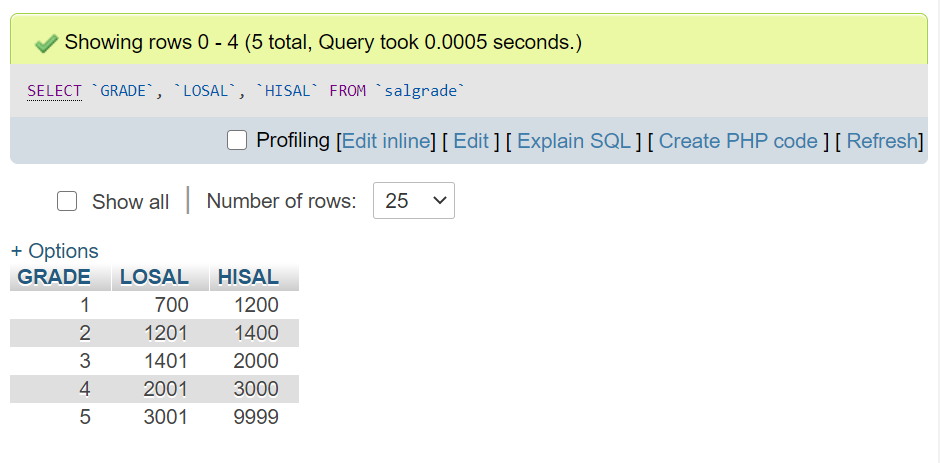 Showing rows 0 - 4 (5 total, Query took 0.0005 seconds.)
SELECT `GRADE`, `LOSAL`, `HISAL` FROM `salgrade`
Profiling [Edit inline] [ Edit ] [ Explain SQL ] [ Create PHP code ] [ Refresh]
Show all | Number of rows: 25
+ Options
GRADE LOSAL HISAL
1 700 1200
2 1201 1400
3 1401 2000
4 2001 3000
5 3001 9999